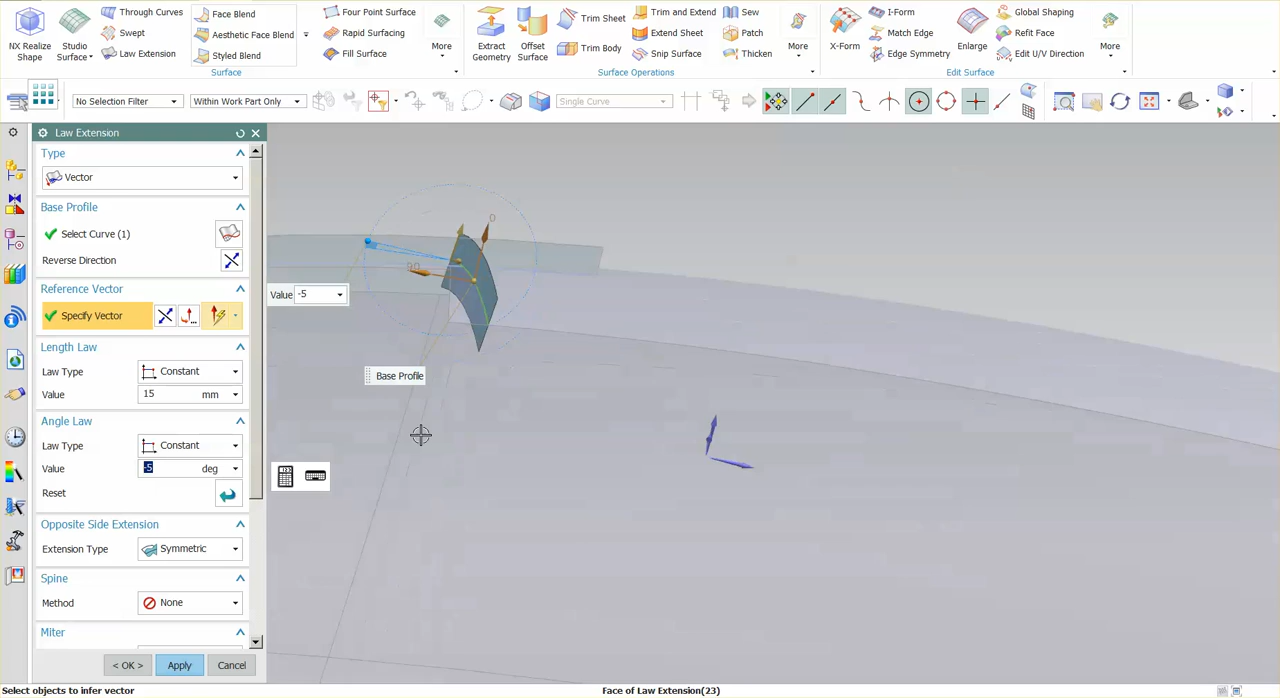 NX Realize
Shape
Studio
Surface
Through Curves
Swept
Law Extension
Face Blend
Aesthetic Face Blend
Styled Blend
Four Point Surface
Rapid Surfacing
Fill Surface
More
Surface
Extract
Geometry
Offset
Surface
Trim Sheet
Trim Body
Trim and Extend
Extend Sheet
Snip Surface
Sew
Patch
Thicken
More
Surface Operations
X-Form
I-Form
Match Edge
Edge Symmetry
Enlarge
Global Shaping
Refit Face
Edit U/V Direction
More
Edit Surface
No Selection Filter
Within Work Part Only
Single Curve
Law Extension
Type
Vector
Base Profile
Select Curve (1)
Reverse Direction
Reference Vector
Specify Vector
Length Law
Law Type
Constant
Value
15
mm
Angle Law
Law Type
Constant
Value
-5
deg
Reset
Opposite Side Extension
Extension Type
Symmetric
Spine
Method
None
Miter
< OK >
Apply
Cancel
0
90
Value
-5
Base Profile
Select objects to infer vector
Face of Law Extension(23)